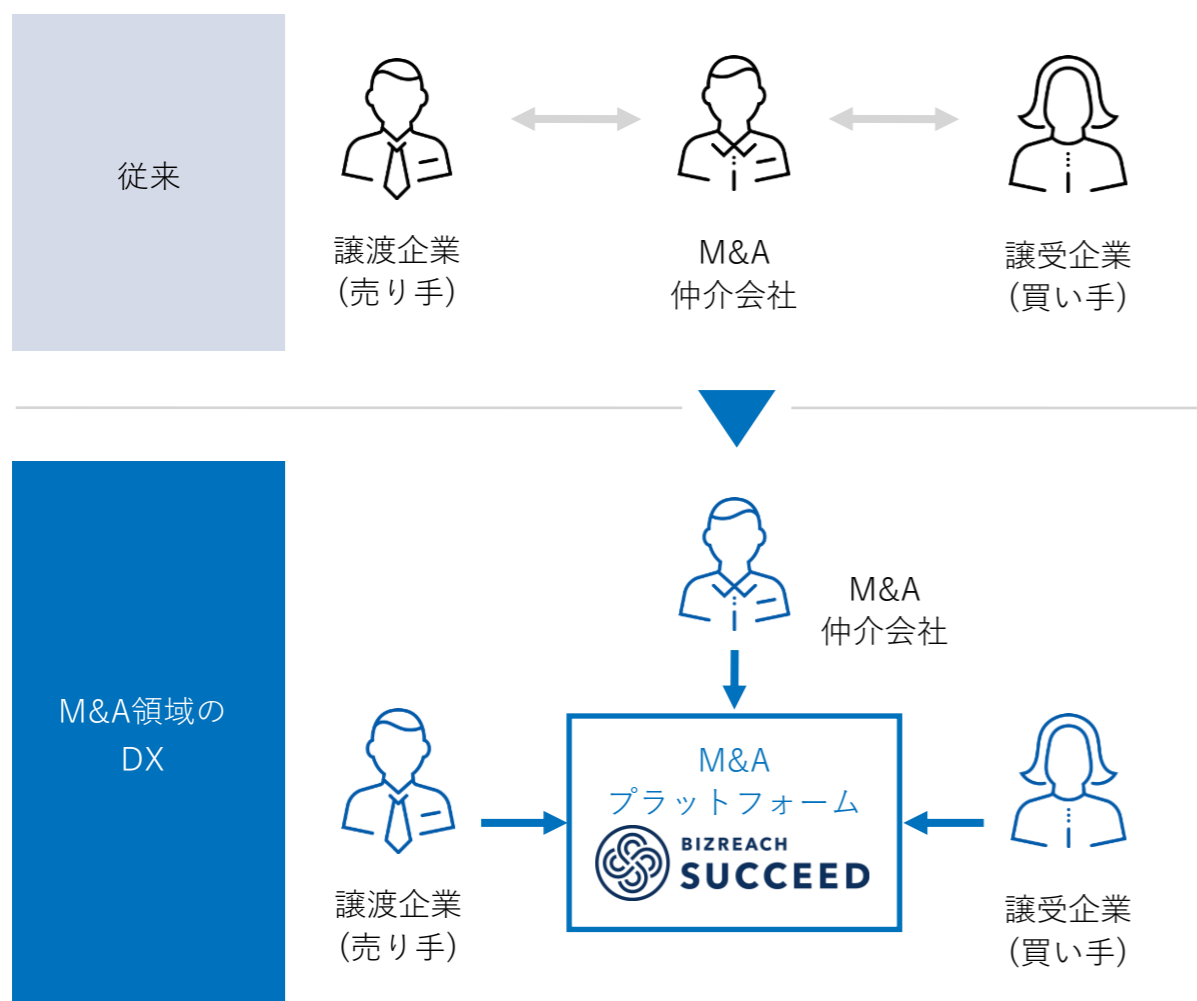 従来
譲渡企業
(売り手)
M&A
仲介会社
譲受企業
(買い手)
M&A領域の
DX
M&A
仲介会社
譲渡企業
(売り手)
M&A
プラットフォーム
BIZREACH
SUCCEED
譲受企業
(買い手)